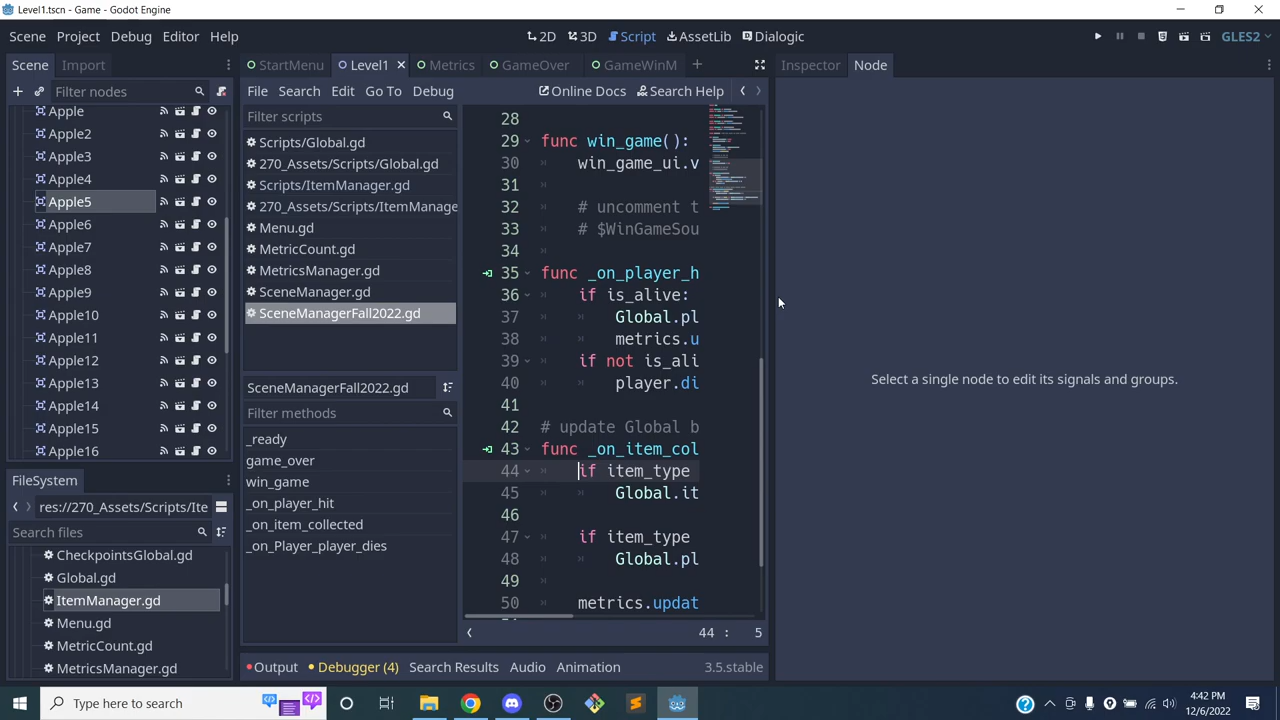 Level1.tscn - Game - Godot Engine
Scene Project Debug Editor Help
2D 3D Script AssetLib Dialogic
GLES2
Scene Import
Filter nodes
Apple
Apple2
Apple3
Apple4
Apple5
Apple6
Apple7
Apple8
Apple9
Apple10
Apple11
Apple12
Apple13
Apple14
Apple15
Apple16
FileSystem
res://270_Assets/Scripts/Ite
Search files
CheckpointsGlobal.gd
Global.gd
ItemManager.gd
Menu.gd
MetricCount.gd
MetricsManager.gd
StartMenu Level1 Metrics GameOver GameWinM
File Search Edit Go To Debug
Online Docs Search Help
Filter scripts
Scripts/Global.gd
270_Assets/Scripts/Global.gd
Scripts/ItemManager.gd
270_Assets/Scripts/ItemManage
Menu.gd
MetricCount.gd
MetricsManager.gd
SceneManager.gd
SceneManagerFall2022.gd
SceneManagerFall2022.gd
Filter methods
_ready
game_over
win_game
_on_player_hit
_on_item_collected
_on_Player_player_dies
28
29 func win_game():
30 win_game_ui.v
31
32 # uncomment t
33 # $WinGameSou
34
35 func _on_player_h
36 if is_alive:
37 Global.pl
38 metrics.u
39 if not is_ali
40 player.di
41
42 # update Global b
43 func _on_item_col
44 if item_type
45 Global.it
46
47 if item_type
48 Global.pl
49
50 metrics.updat
44 : 5
Output Debugger (4) Search Results Audio Animation 3.5.stable
Inspector Node
Select a single node to edit its signals and groups.
Type here to search
4:42 PM
12/6/2022